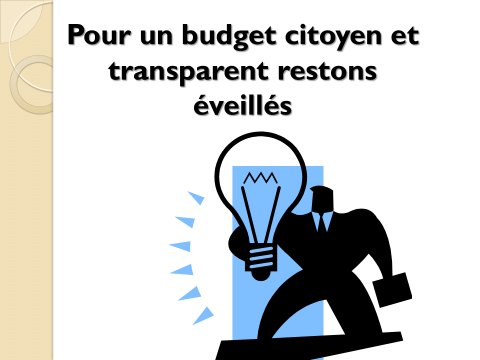 Pour un budget citoyen et
transparent restons
éveillés